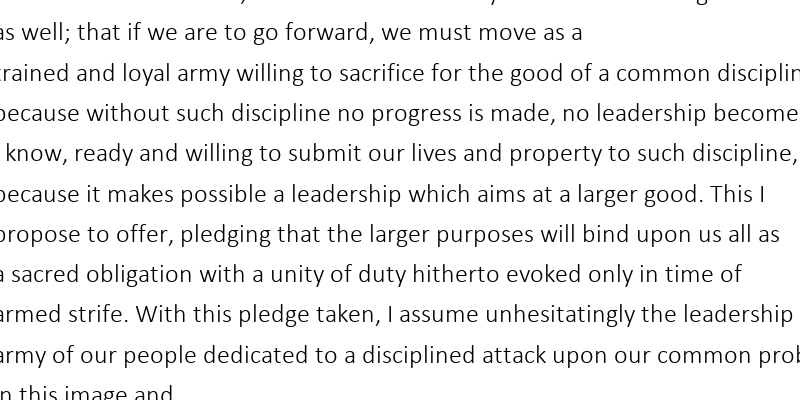 as well; that if we are to go forward, we must move as a
trained and loyal army willing to sacrifice for the good of a common disciplin
because without such discipline no progress is made, no leadership become
know, ready and willing to submit our lives and property to such discipline,
because it makes possible a leadership which aims at a larger good. This I
propose to offer, pledging that the larger purposes will bind upon us all as
a sacred obligation with a unity of duty hitherto evoked only in time of
armed strife. With this pledge taken, I assume unhesitatingly the leadership
army of our people dedicated to a disciplined attack upon our common prob
in this image and